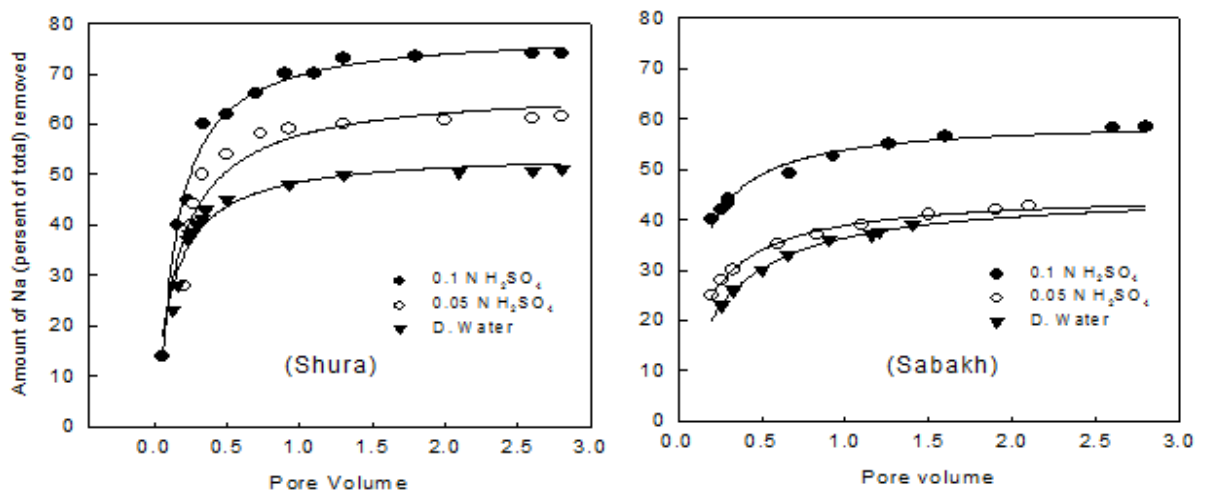 Amount of Na (percent of total) removed
80
70
60
50
40
30
20
10
0
0.0 0.5 1.0 1.5 2.0 2.5 3.0
Pore Volume
0.1 N H₂SO₄
0.05 N H₂SO₄
D. Water
(Shura)
80
70
60
50
40
30
20
10
0
0.0 0.5 1.0 1.5 2.0 2.5 3.0
Pore volume
0.1 N H₂SO₄
0.05 N H₂SO₄
D. Water
(Sabakh)